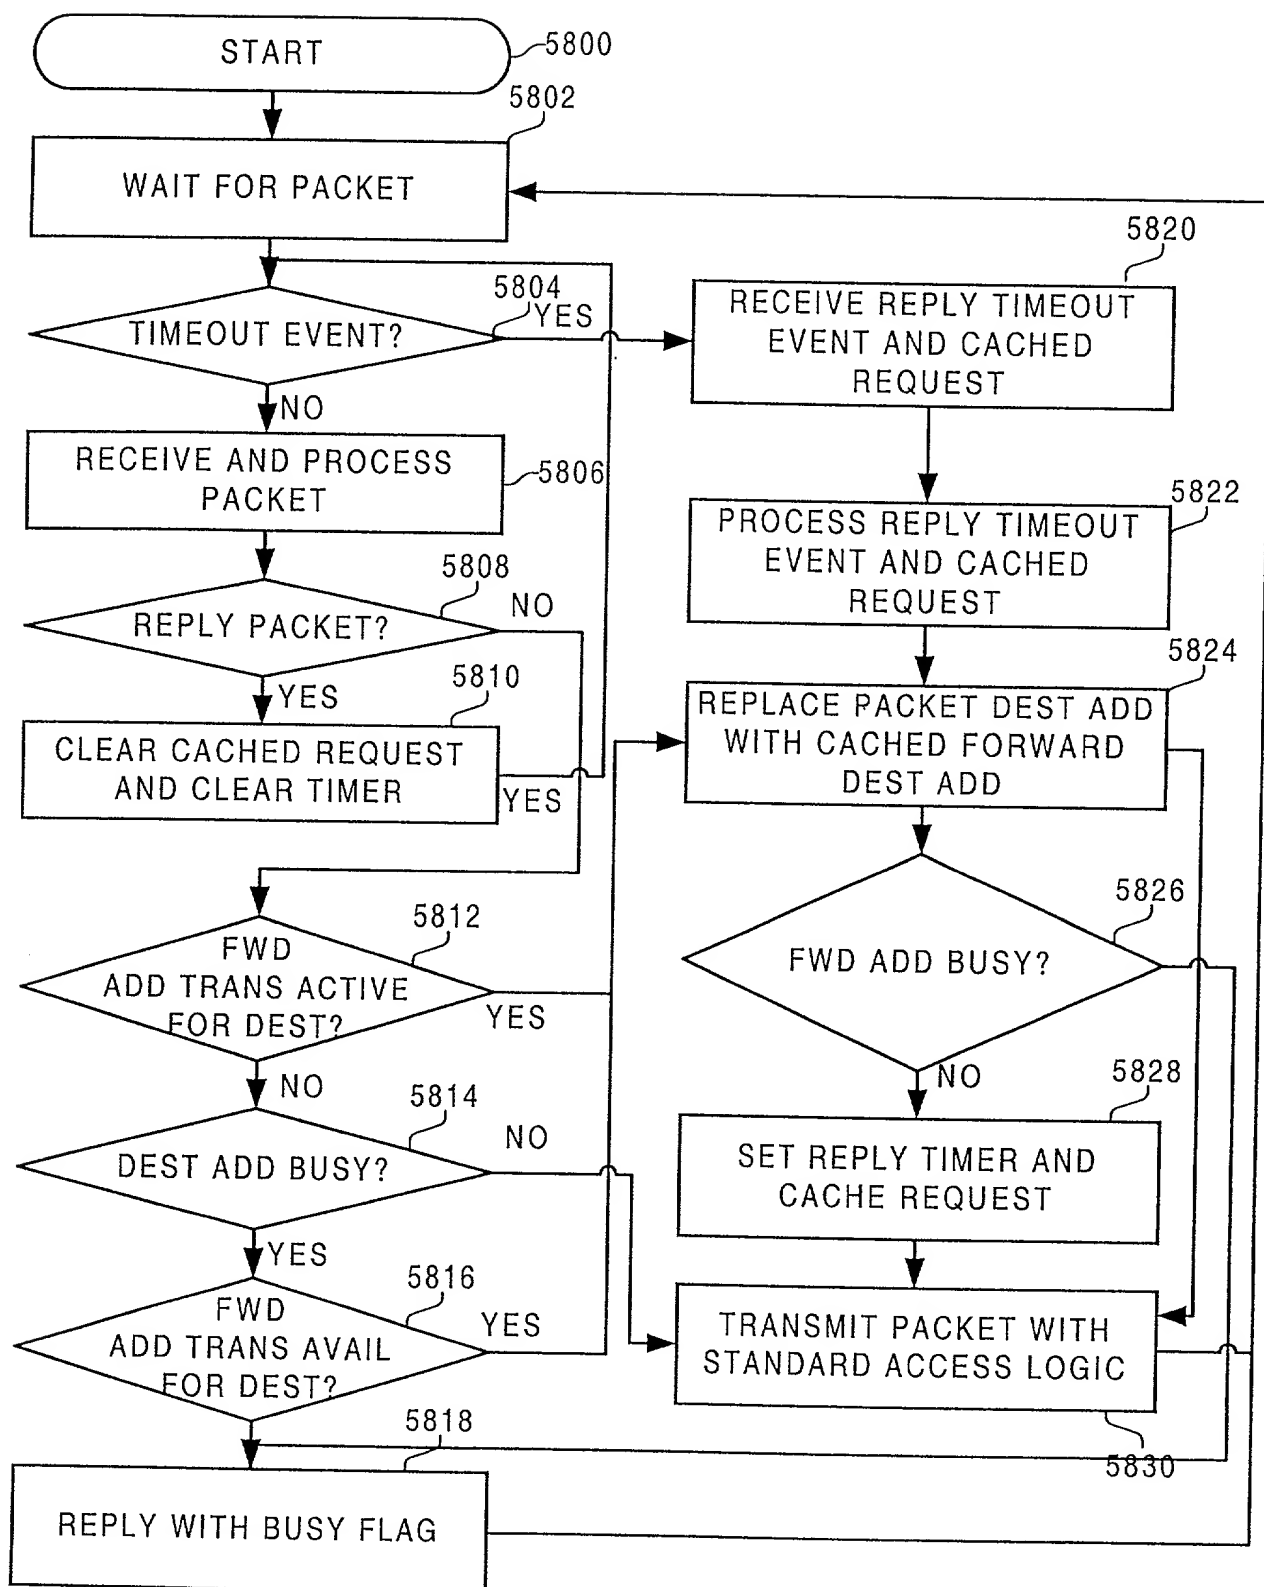 START
5800
5802
WAIT FOR PACKET
5804
TIMEOUT EVENT?
YES
NO
RECEIVE AND PROCESS
PACKET
5806
5808
REPLY PACKET?
NO
YES
5810
CLEAR CACHED REQUEST
AND CLEAR TIMER
YES
5812
FWD
ADD TRANS ACTIVE
FOR DEST?
YES
NO
5814
DEST ADD BUSY?
NO
YES
5816
FWD
ADD TRANS AVAIL
FOR DEST?
YES
5818
REPLY WITH BUSY FLAG
5820
RECEIVE REPLY TIMEOUT
EVENT AND CACHED
REQUEST
5822
PROCESS REPLY TIMEOUT
EVENT AND CACHED
REQUEST
5824
REPLACE PACKET DEST ADD
WITH CACHED FORWARD
DEST ADD
5826
FWD ADD BUSY?
NO
5828
SET REPLY TIMER AND
CACHE REQUEST
TRANSMIT PACKET WITH
STANDARD ACCESS LOGIC
5830